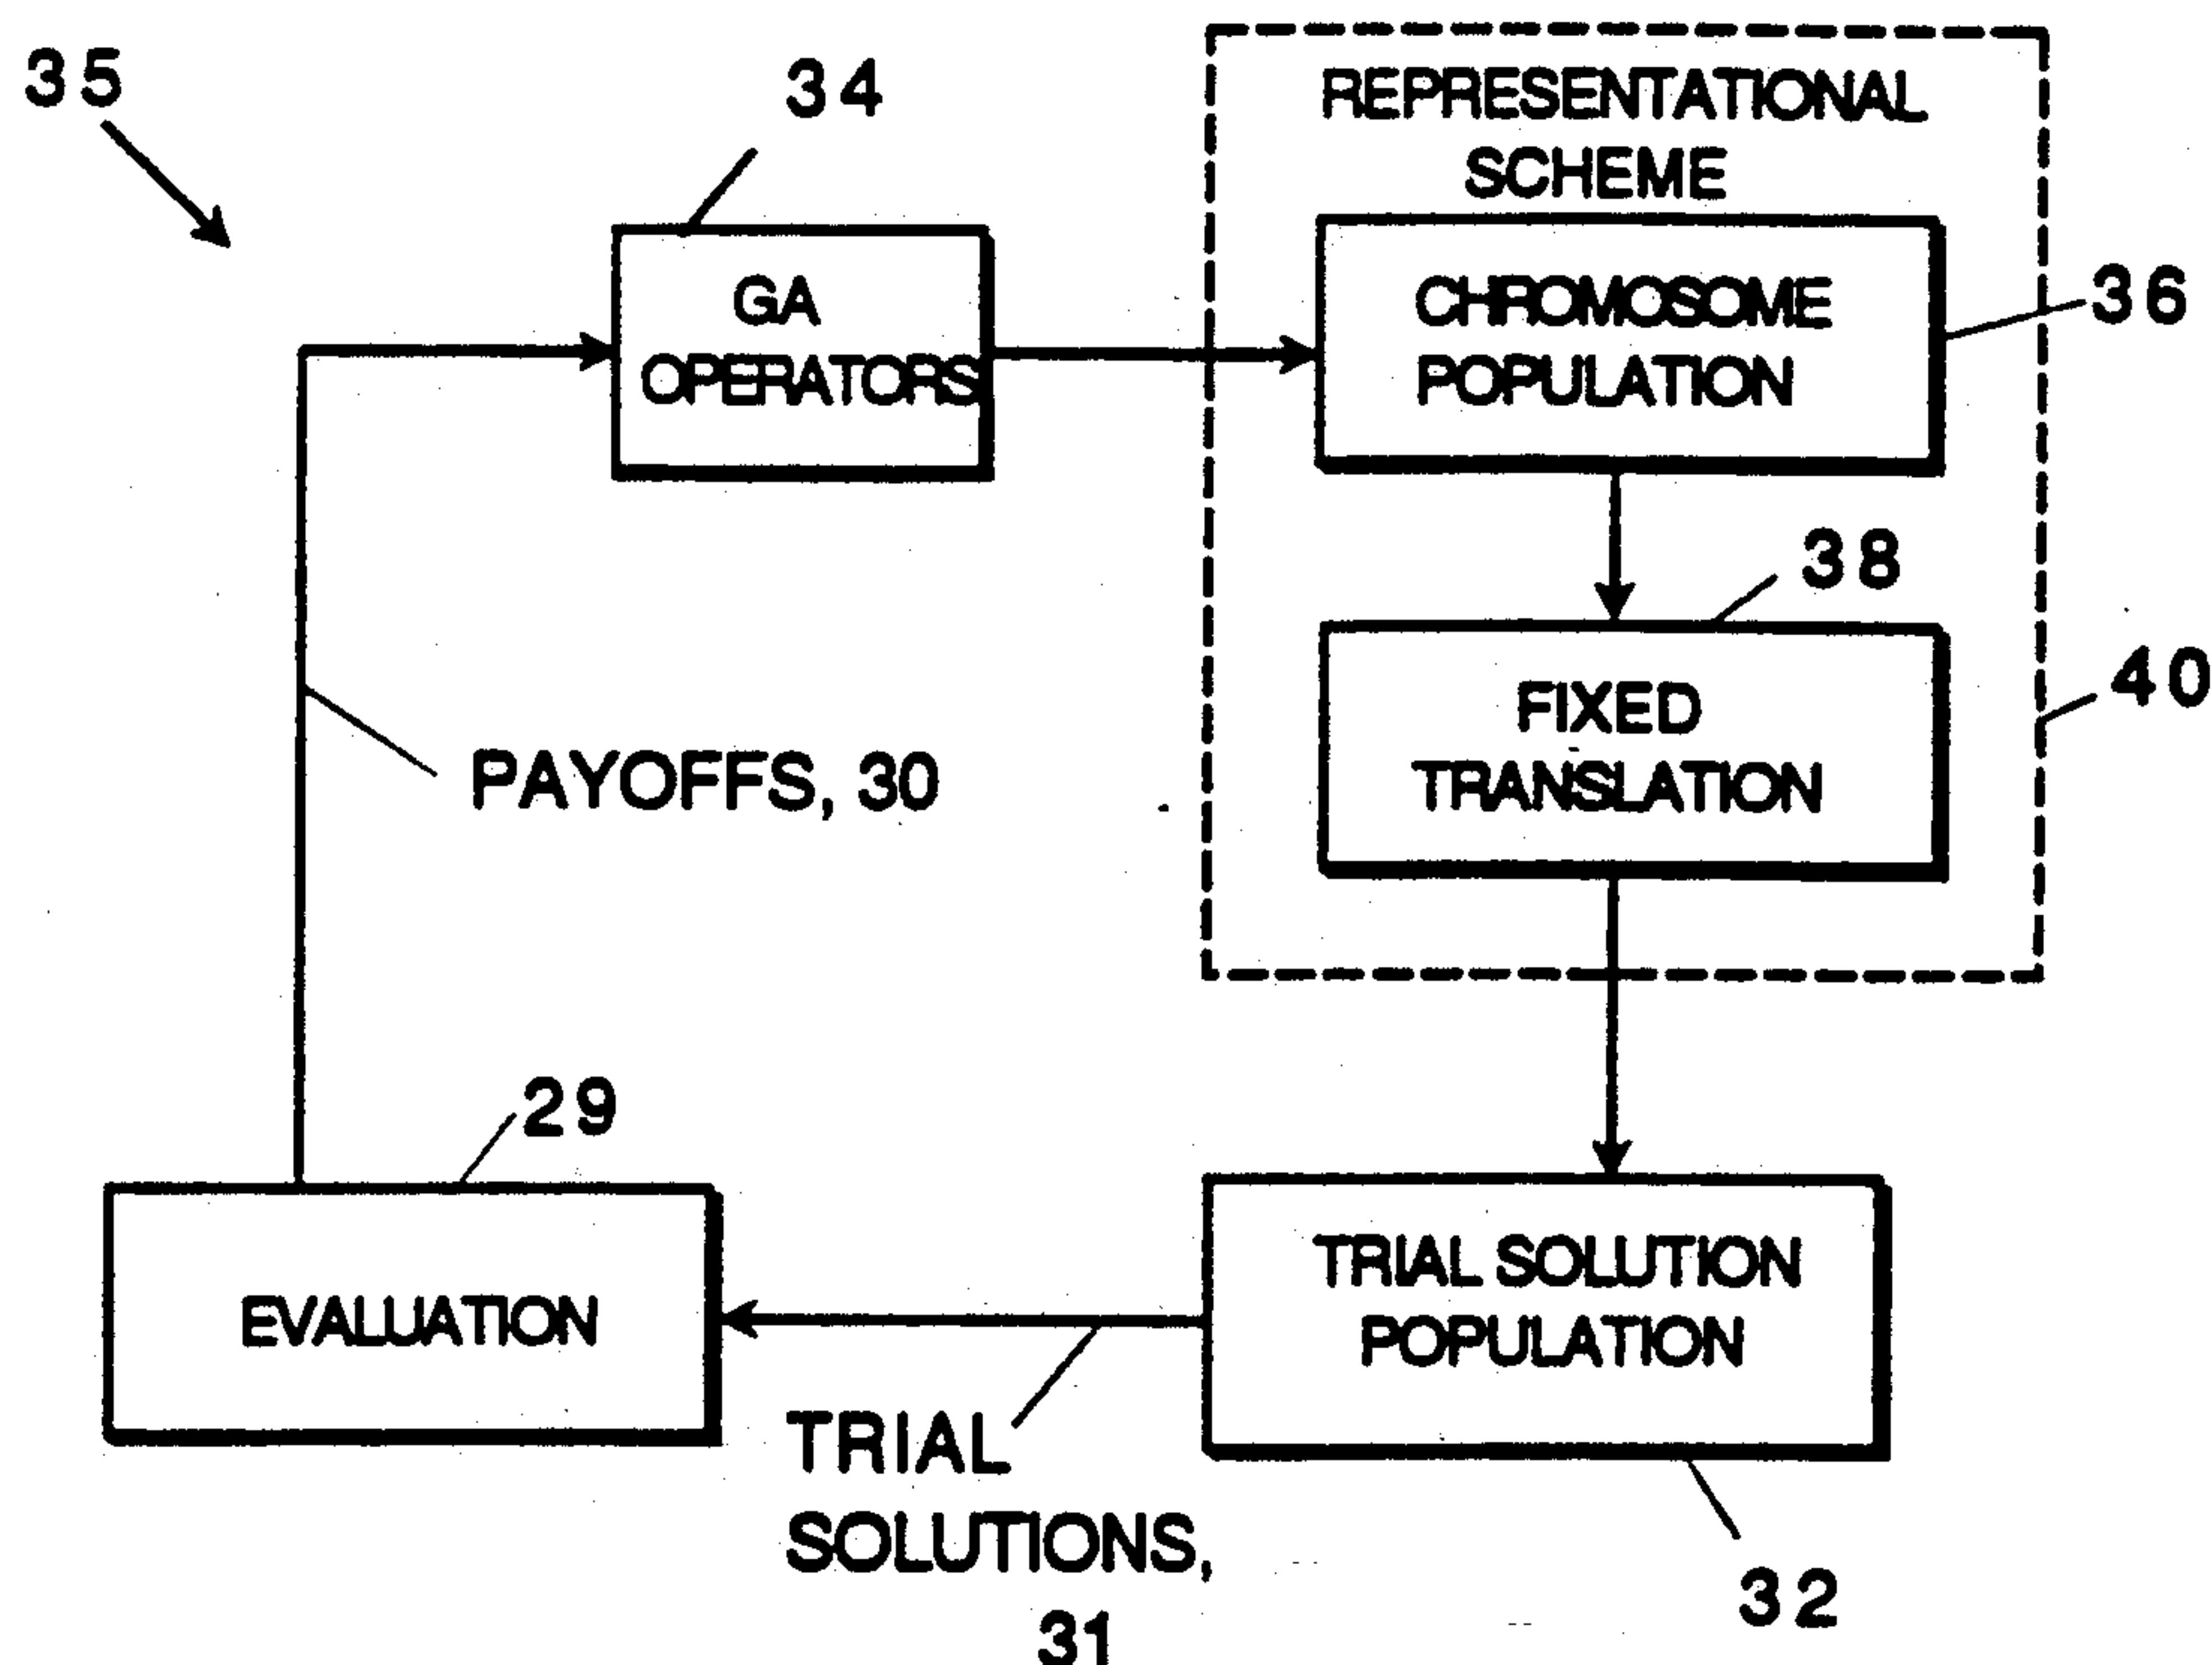 35
34
REPRESENTATIONAL
SCHEME
GA
OPERATORS
CHROMOSOME
POPULATION
36
38
FIXED
TRANSLATION
40
PAYOFFS, 30
29
EVALUATION
TRIAL SOLUTION
POPULATION
TRIAL
SOLUTIONS,
31
32